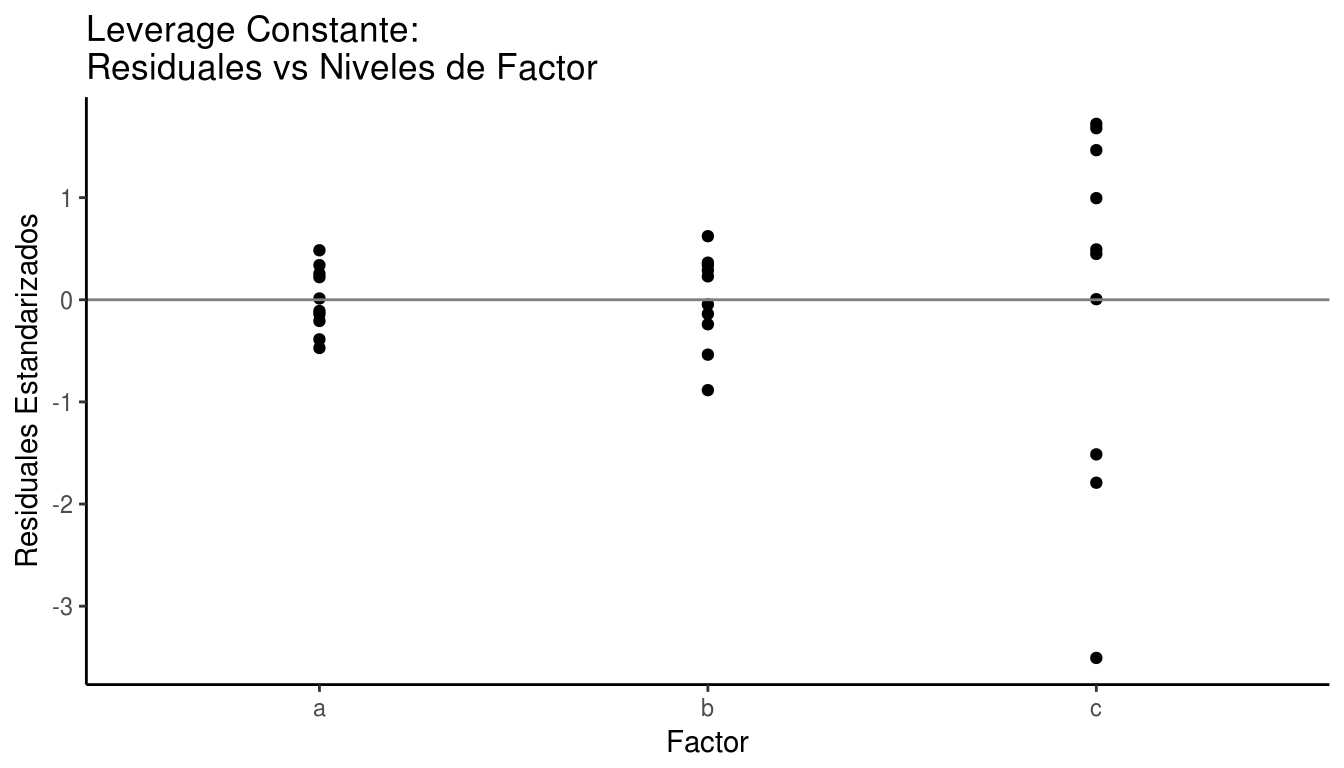 Leverage Constante:
Residuales vs Niveles de Factor
Residuales Estandarizados
1
0
-1
-2
-3
a
b
c
Factor